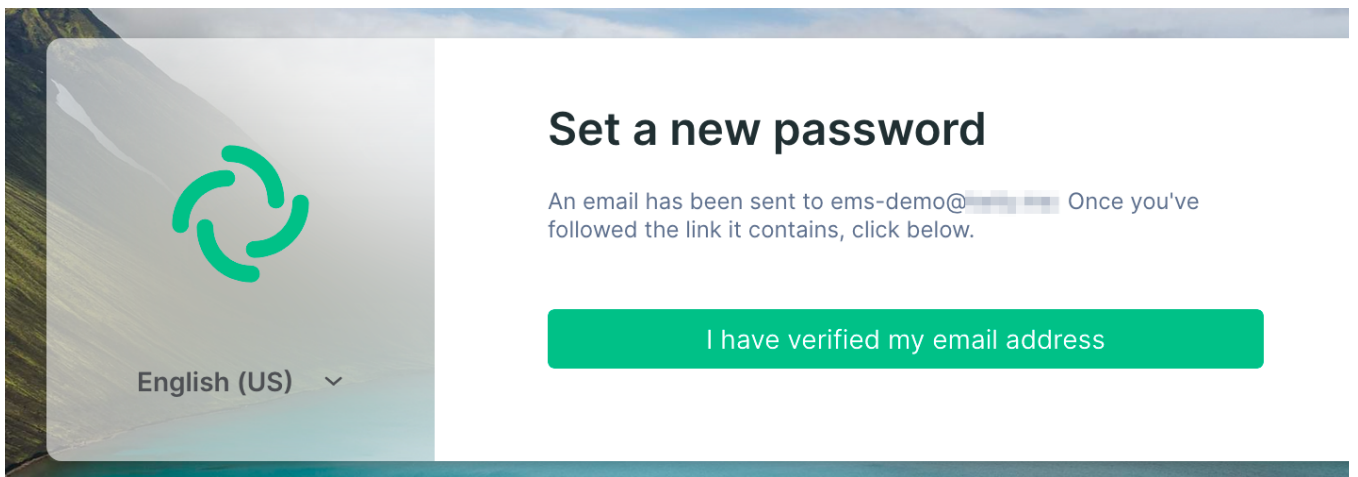 Set a new password
An email has been sent to ems-demo@ Once you've
followed the link it contains, click below.
I have verified my email address
English (US)